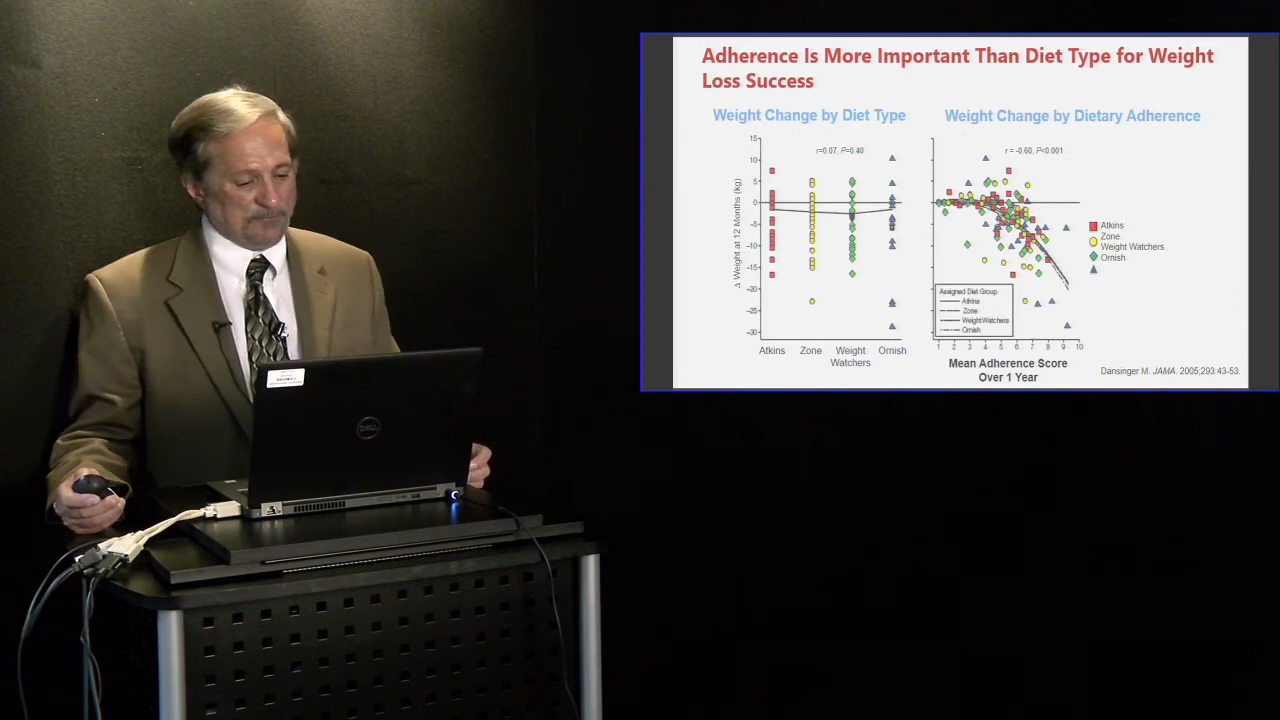 Adherence Is More Important Than Diet Type for Weight
Loss Success
Weight Change by Diet Type
Weight Change by Dietary Adherence
r=0.07, P=0.40
r = -0.60, P<0.001
Δ Weight at 12 Months (kg)
15
10
5
0
-5
-10
-15
-20
-25
-30
Atkins
Zone
Weight
Watchers
Ornish
Assigned Diet Group
Atkins
Zone
Weight Watchers
Ornish
1 2 3 4 5 6 7 8 9 10
Mean Adherence Score
Over 1 Year
Atkins
Zone
Weight Watchers
Ornish
Dansinger M. JAMA. 2005;293:43-53.
DELL